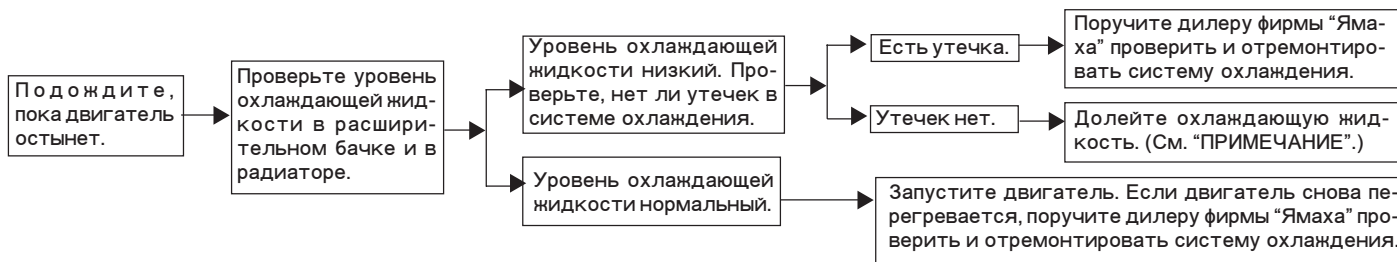 Подождите,
пока двигатель
остынет.
Проверьте уровень
охлаждающей жид-
кости в расшири-
тельном бачке и в
радиаторе.
Уровень охлаждающей
жидкости низкий. Про-
верьте, нет ли утечек в
системе охлаждения.
Есть утечка.
Поручите дилеру фирмы “Яма-
ха” проверить и отремонтиро-
вать систему охлаждения.
Утечек нет.
Долейте охлаждающую жид-
кость. (См. “ПРИМЕЧАНИЕ”.)
Уровень охлаждающей
жидкости нормальный.
Запустите двигатель. Если двигатель снова пе-
регревается, поручите дилеру фирмы “Ямаха” про-
верить и отремонтировать систему охлаждения.